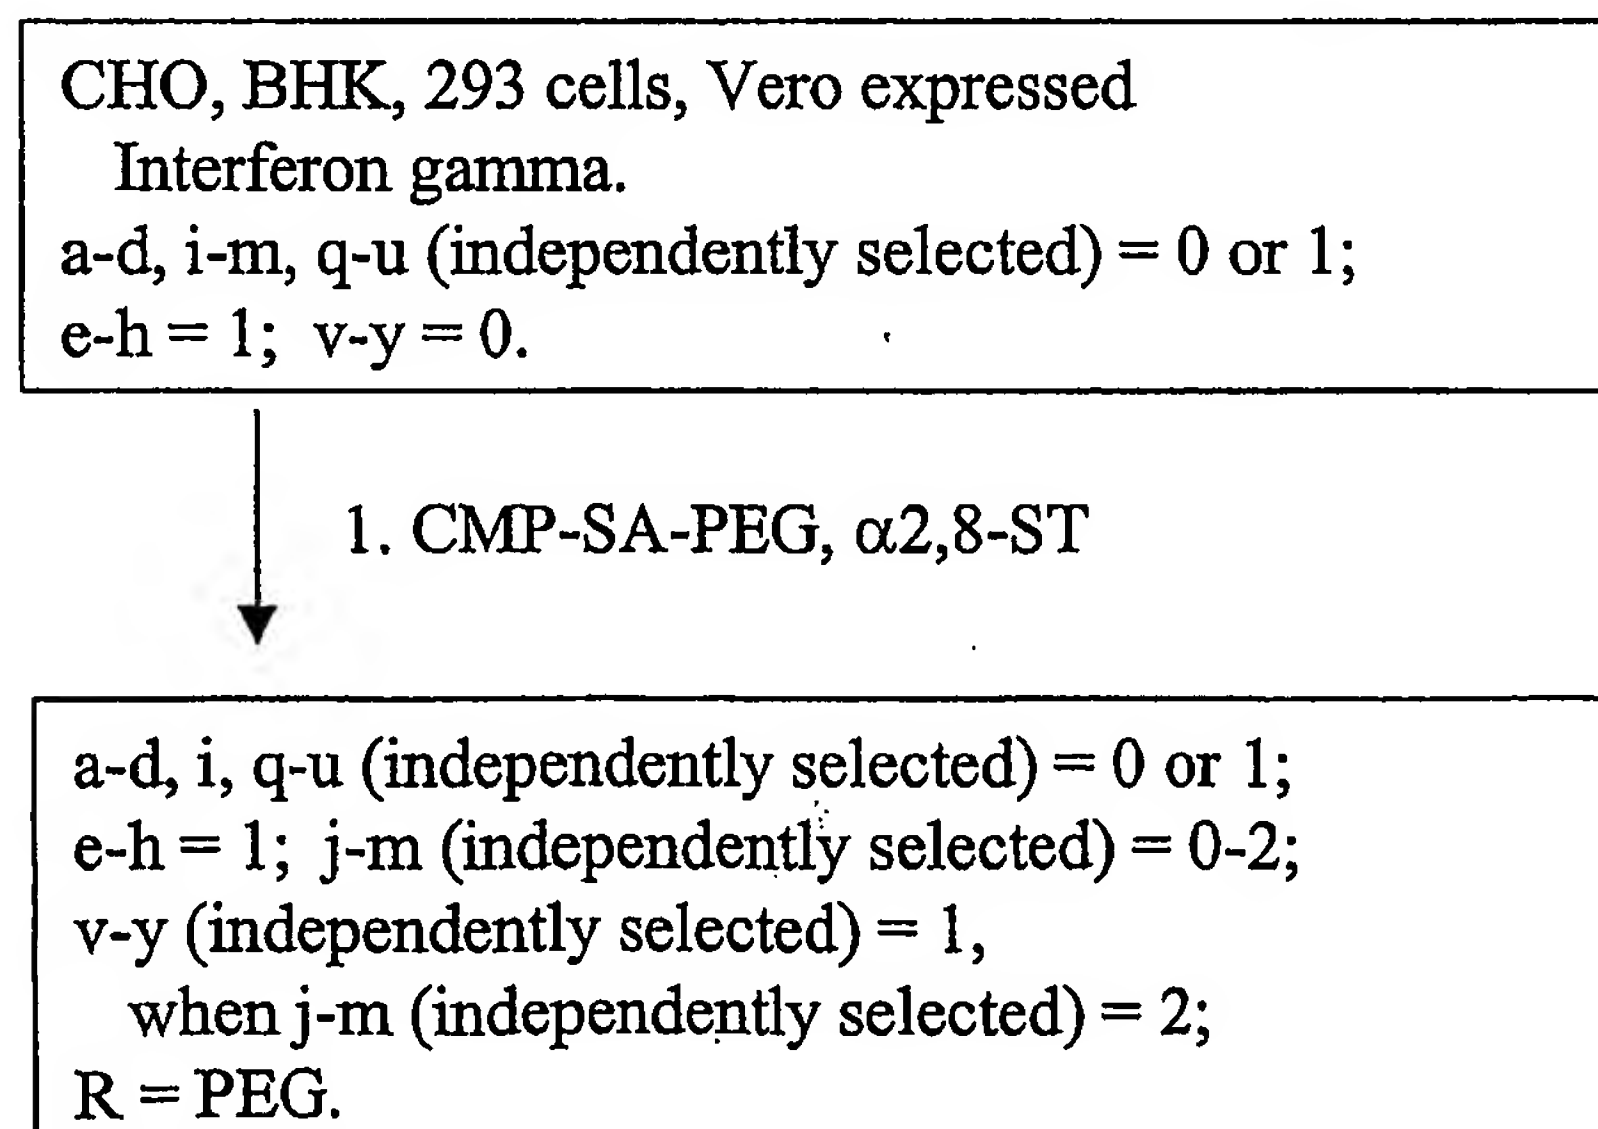 CHO, BHK, 293 cells, Vero expressed
Interferon gamma.
a-d, i-m, q-u (independently selected) = 0 or 1;
e-h = 1; v-y = 0.
1. CMP-SA-PEG, α2,8-ST
a-d, i, q-u (independently selected) = 0 or 1;
e-h = 1; j-m (independently selected) = 0-2;
v-y (independently selected) = 1,
when j-m (independently selected) = 2;
R = PEG.